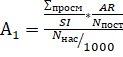 А₁ = (Σпросм / SI * AR / Nпост) / (Nнас / 1000)